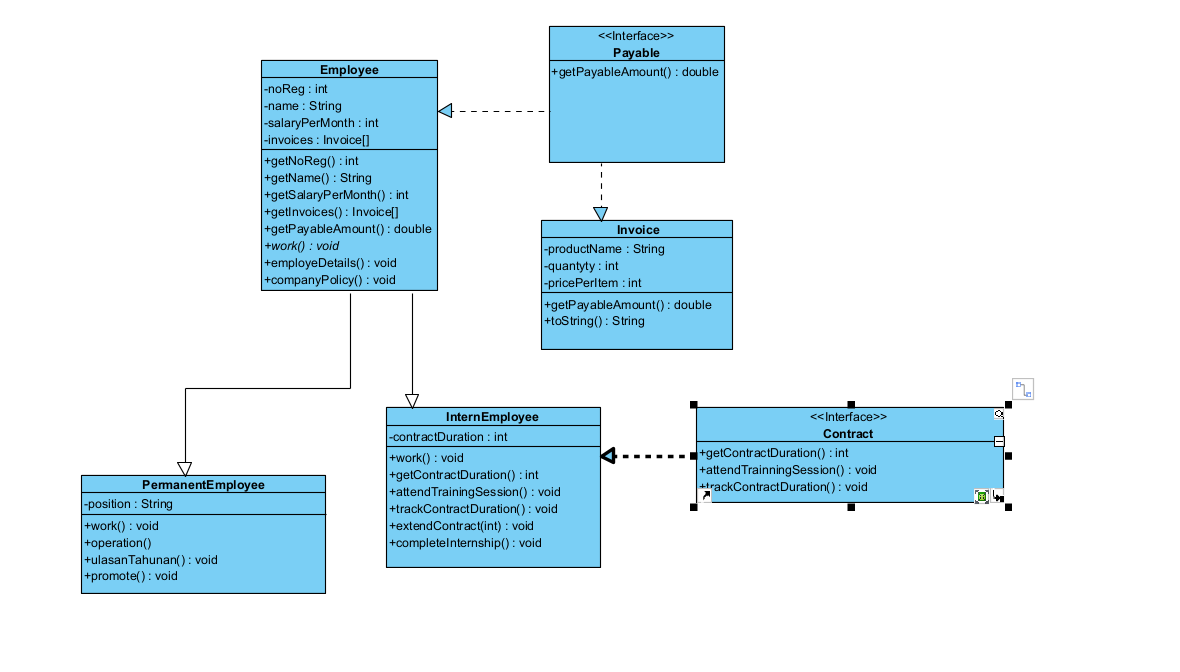 <<Interface>>
Payable
+getPayableAmount() : double
Employee
-noReg : int
-name : String
-salaryPerMonth : int
-invoices : Invoice[]
+getNoReg() : int
+getName() : String
+getSalaryPerMonth() : int
+getInvoices() : Invoice[]
+getPayableAmount() : double
+work() : void
+employeDetails() : void
+companyPolicy() : void
Invoice
-productName : String
-quantyty : int
-pricePerItem : int
+getPayableAmount() : double
+toString() : String
InternEmployee
-contractDuration : int
+work() : void
+getContractDuration() : int
+attendTrainingSession() : void
+trackContractDuration() : void
+extendContract(int) : void
+completeInternship() : void
<<Interface>>
Contract
+getContractDuration() : int
+attendTrainningSession() : void
+trackContractDuration() : void
PermanentEmployee
-position : String
+work() : void
+operation()
+ulasanTahunan() : void
+promote() : void